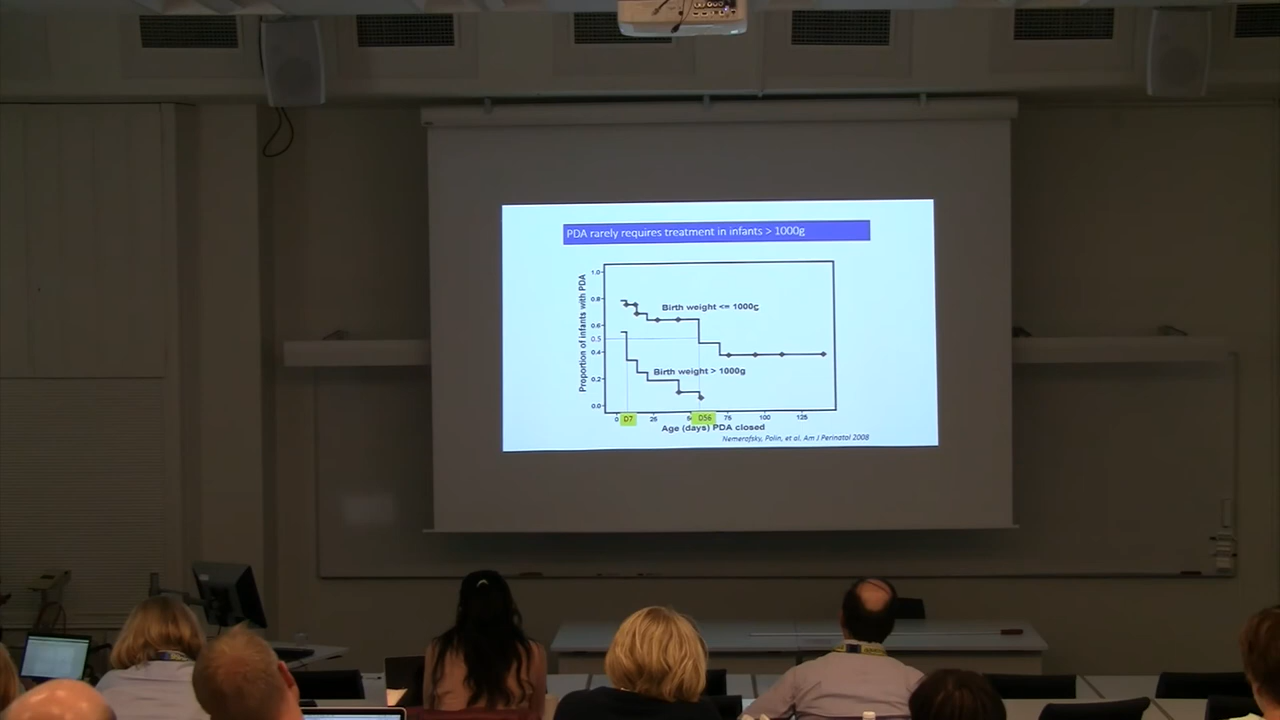 PDA rarely requires treatment in infants > 1000g
Proportion of infants with PDA
1.0
0.8
0.6
0.5
0.4
0.2
0.0
Birth weight <= 1000g
Birth weight > 1000g
0 D7 25 D56 75 100 125
Age (days) PDA closed
Nemerofsky, Polin, et al. Am J Perinatol 2008